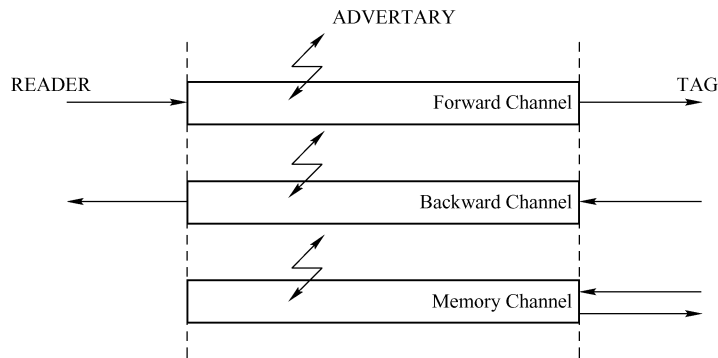 ADVERTARY
READER
TAG
Forward Channel
Backward Channel
Memory Channel